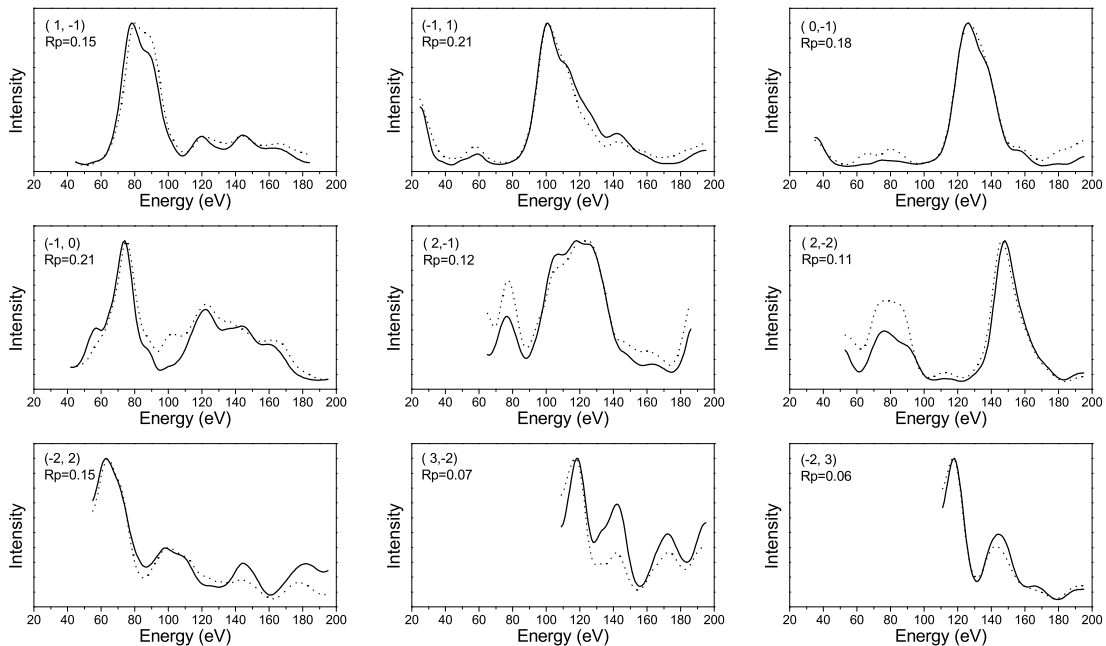 ( 1, -1)
Rp=0.15
Intensity
20 40 60 80 100 120 140 160 180 200
Energy (eV)
(-1, 1)
Rp=0.21
Intensity
20 40 60 80 100 120 140 160 180 200
Energy (eV)
( 0,-1)
Rp=0.18
Intensity
20 40 60 80 100 120 140 160 180 200
Energy (eV)
(-1, 0)
Rp=0.21
Intensity
20 40 60 80 100 120 140 160 180 200
Energy (eV)
( 2,-1)
Rp=0.12
Intensity
20 40 60 80 100 120 140 160 180 200
Energy (eV)
( 2,-2)
Rp=0.11
Intensity
20 40 60 80 100 120 140 160 180 200
Energy (eV)
(-2, 2)
Rp=0.15
Intensity
20 40 60 80 100 120 140 160 180 200
Energy (eV)
( 3,-2)
Rp=0.07
Intensity
20 40 60 80 100 120 140 160 180 200
Energy (eV)
(-2, 3)
Rp=0.06
Intensity
20 40 60 80 100 120 140 160 180 200
Energy (eV)